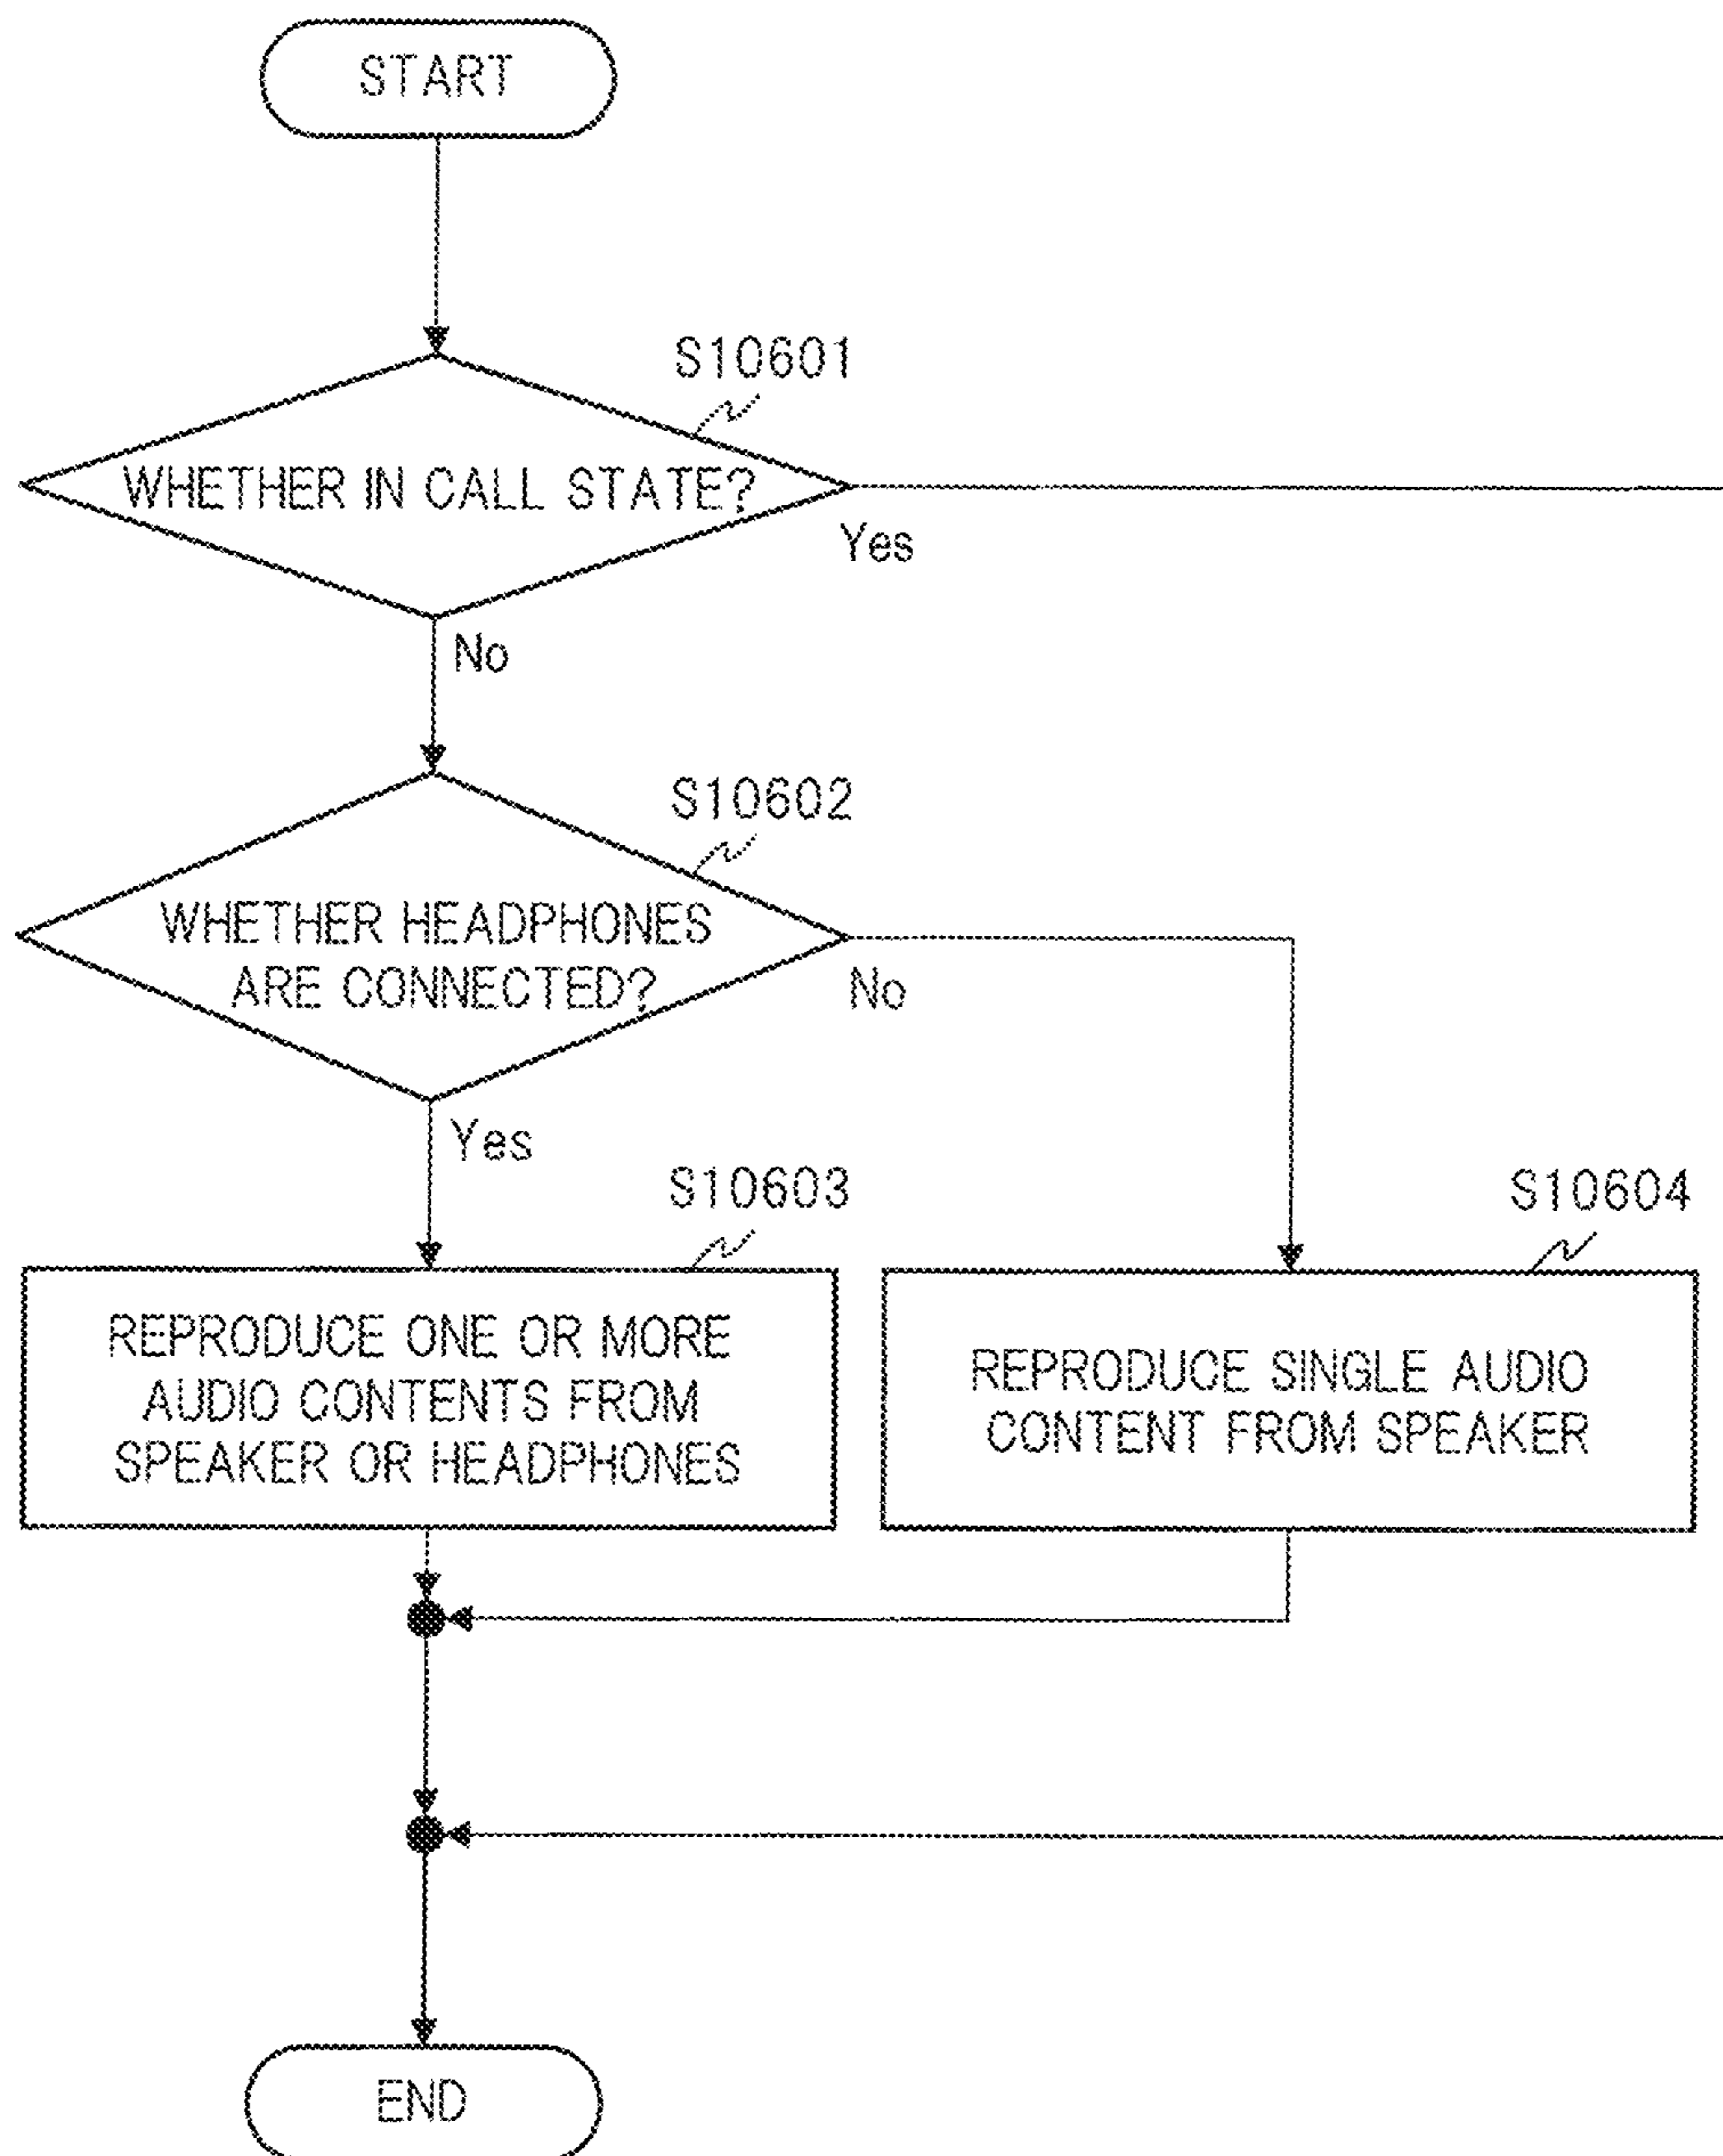 START
S10601
WHETHER IN CALL STATE?
Yes
No
S10602
WHETHER HEADPHONES
ARE CONNECTED?
No
Yes
S10603
S10604
REPRODUCE ONE OR MORE
AUDIO CONTENTS FROM
SPEAKER OR HEADPHONES
REPRODUCE SINGLE AUDIO
CONTENT FROM SPEAKER
END